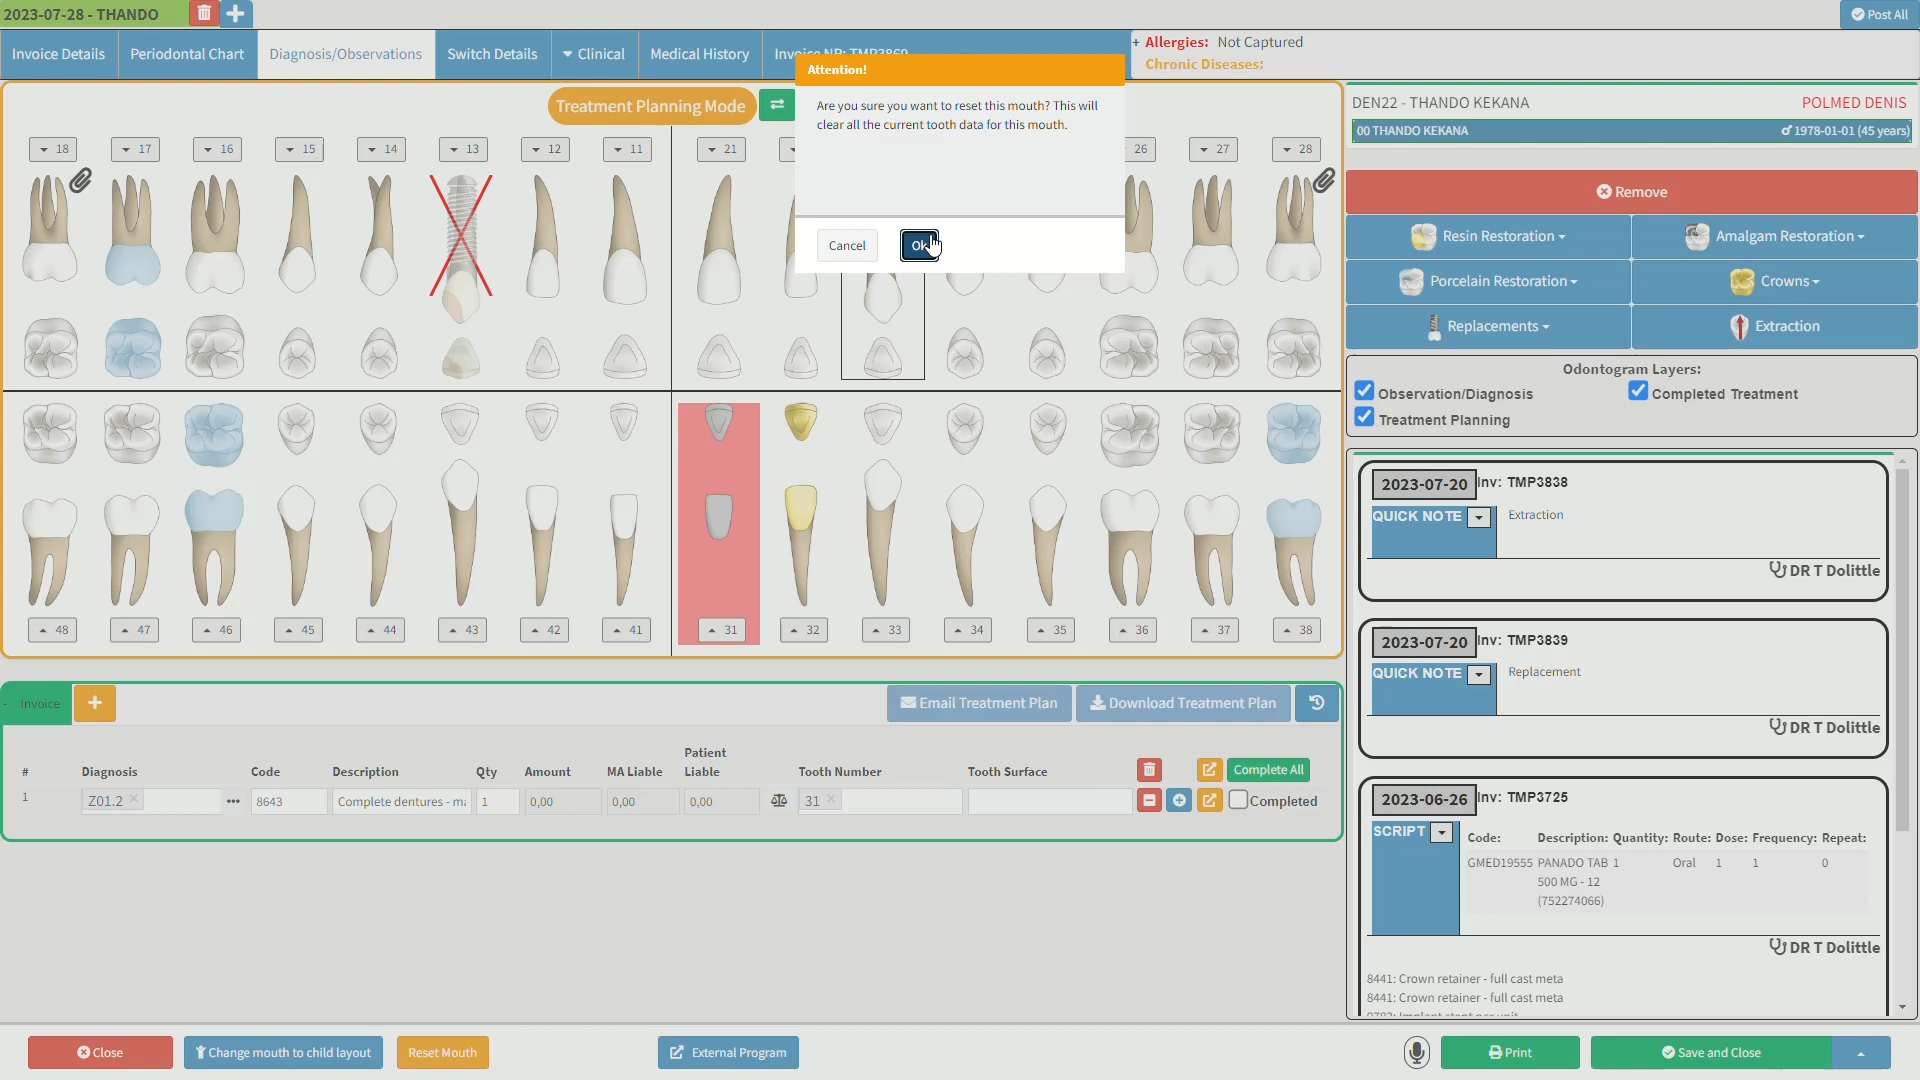 2023-07-28 - THANDO
Post All
Invoice Details
Periodontal Chart
Diagnosis/Observations
Switch Details
Clinical
Medical History
Invoice NR: TMP3869
+ Allergies: Not Captured
Chronic Diseases:
Attention!
Are you sure you want to reset this mouth? This will
clear all the current tooth data for this mouth.
Cancel
Ok
Treatment Planning Mode
18
17
16
15
14
13
12
11
21
26
27
28
48
47
46
45
44
43
42
41
31
32
33
34
35
36
37
38
DEN22 - THANDO KEKANA
POLMED DENIS
00 THANDO KEKANA
1978-01-01 (45 years)
Remove
Resin Restoration
Amalgam Restoration
Porcelain Restoration
Crowns
Replacements
Extraction
Odontogram Layers:
Observation/Diagnosis
Completed Treatment
Treatment Planning
2023-07-20 Inv: TMP3838
QUICK NOTE
Extraction
DR T Dolittle
2023-07-20 Inv: TMP3839
QUICK NOTE
Replacement
DR T Dolittle
2023-06-26 Inv: TMP3725
SCRIPT
Code: Description: Quantity: Route: Dose: Frequency: Repeat:
GMED19555 PANADO TAB 1 Oral 1 1 0
500 MG - 12
(752274066)
DR T Dolittle
8441: Crown retainer - full cast meta
8441: Crown retainer - full cast meta
- Invoice
+
Email Treatment Plan
Download Treatment Plan
# Diagnosis Code Description Qty Amount MA Liable Patient Liable Tooth Number Tooth Surface
Complete All
1 Z01.2 × ••• 8643 Complete dentures - ma 1 0,00 0,00 0,00 31 ×
Completed
Close
Change mouth to child layout
Reset Mouth
External Program
Print
Save and Close